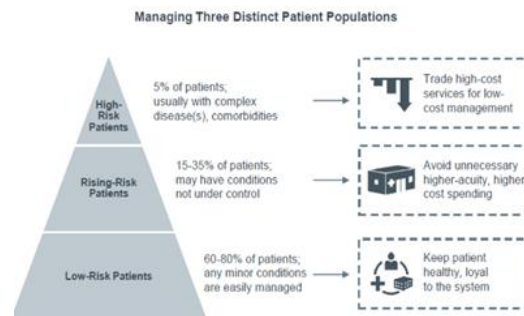 Managing Three Distinct Patient Populations
High-
Risk
Patients
5% of patients;
usually with complex
disease(s), comorbidities
Trade high-cost
services for low-
cost management
Rising-Risk
Patients
15-35% of patients;
may have conditions
not under control
Avoid unnecessary
higher-acuity, higher
cost spending
Low-Risk Patients
60-80% of patients;
any minor conditions
are easily managed
Keep patient
healthy, loyal
to the system